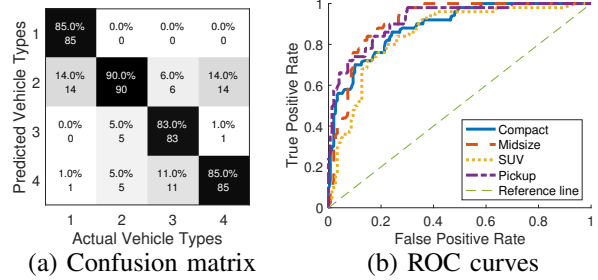 Predicted Vehicle Types
1
85.0% 0.0% 0.0% 0.0%
85 0 0 0
2
14.0% 90.0% 6.0% 14.0%
14 90 6 14
3
0.0% 5.0% 83.0% 1.0%
0 5 83 1
4
1.0% 5.0% 11.0% 85.0%
1 5 11 85
1 2 3 4
Actual Vehicle Types
(a) Confusion matrix
True Positive Rate
1
0.8
0.6
0.4
0.2
0
Compact
Midsize
SUV
Pickup
Reference line
0 0.2 0.4 0.6 0.8 1
False Positive Rate
(b) ROC curves